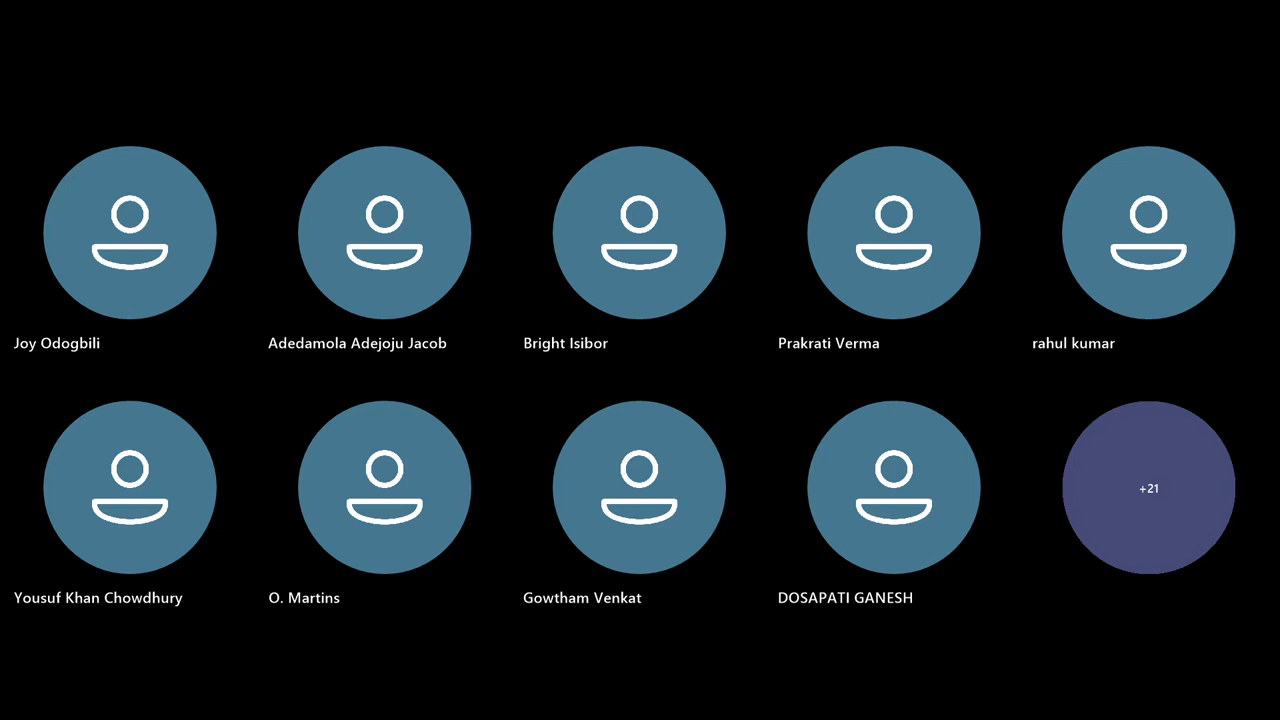 Joy Odogbili
Adedamola Adejoju Jacob
Bright Isibor
Prakrati Verma
rahul kumar
Yousuf Khan Chowdhury
O. Martins
Gowtham Venkat
DOSAPATI GANESH
+21